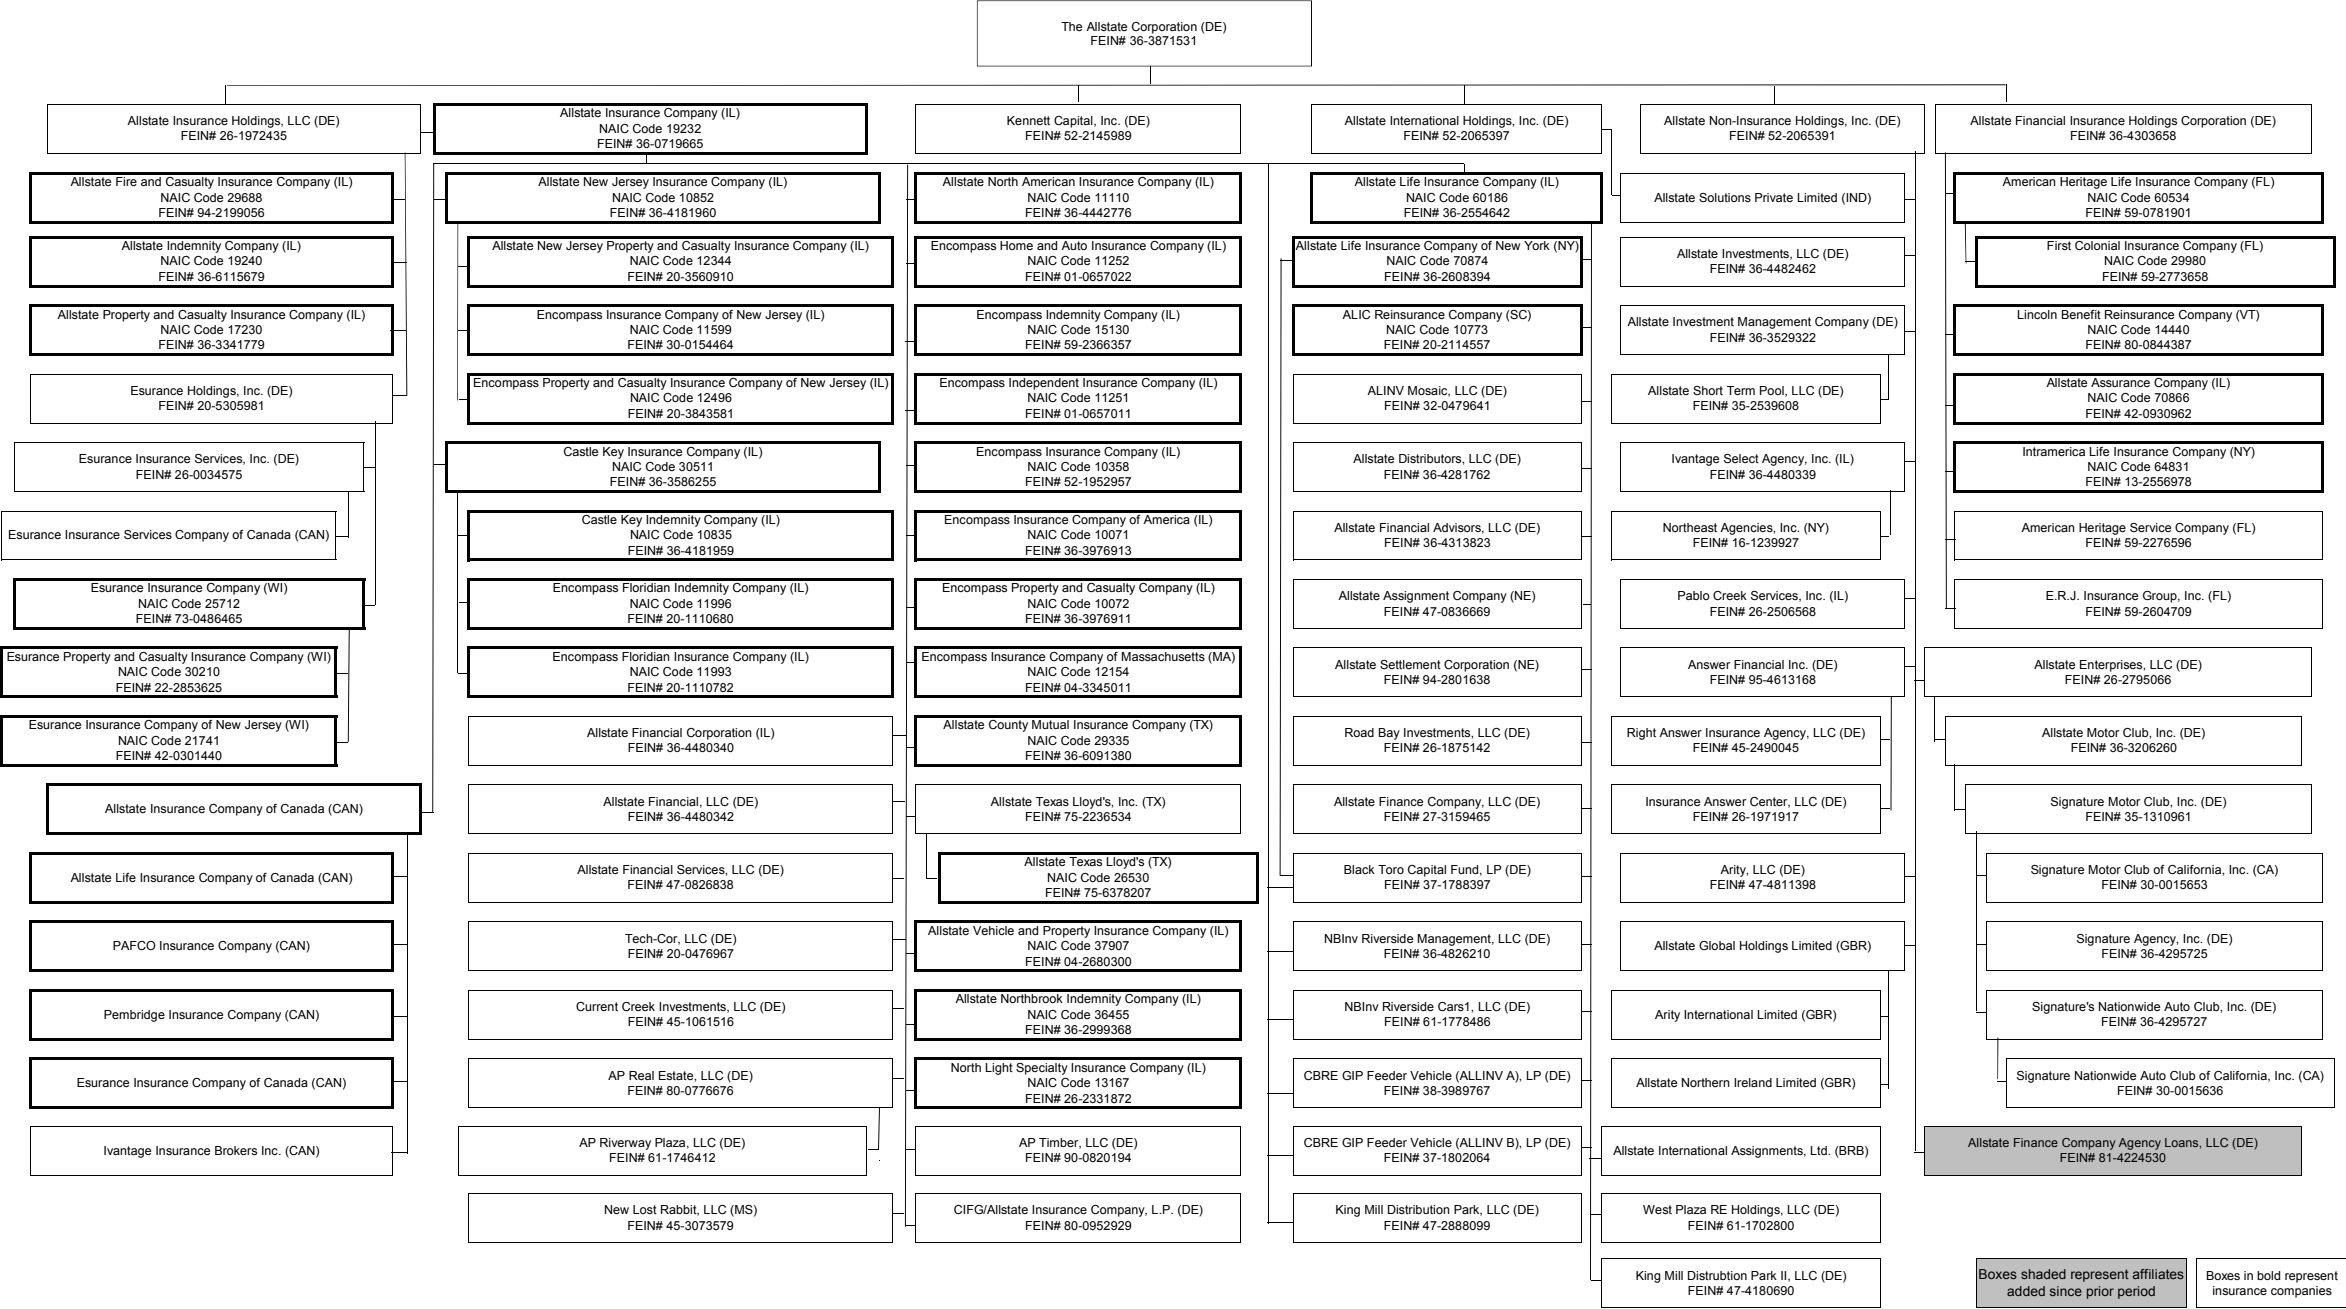 The Allstate Corporation (DE)
FEIN# 36-3871531
Allstate Insurance Holdings, LLC (DE)
FEIN# 26-1972435
Allstate Insurance Company (IL)
NAIC Code 19232
FEIN# 36-0719665
Kennett Capital, Inc. (DE)
FEIN# 52-2145989
Allstate International Holdings, Inc. (DE)
FEIN# 52-2065397
Allstate Non-Insurance Holdings, Inc. (DE)
FEIN# 52-2065391
Allstate Financial Insurance Holdings Corporation (DE)
FEIN# 36-4303658
Allstate Fire and Casualty Insurance Company (IL)
NAIC Code 29688
FEIN# 94-2199056
Allstate Indemnity Company (IL)
NAIC Code 19240
FEIN# 36-6115679
Allstate Property and Casualty Insurance Company (IL)
NAIC Code 17230
FEIN# 36-3341779
Esurance Holdings, Inc. (DE)
FEIN# 20-5305981
Esurance Insurance Services, Inc. (DE)
FEIN# 26-0034575
Esurance Insurance Services Company of Canada (CAN)
Esurance Insurance Company (WI)
NAIC Code 25712
FEIN# 73-0486465
Esurance Property and Casualty Insurance Company (WI)
NAIC Code 30210
FEIN# 22-2853625
Esurance Insurance Company of New Jersey (WI)
NAIC Code 21741
FEIN# 42-0301440
Allstate Insurance Company of Canada (CAN)
Allstate Life Insurance Company of Canada (CAN)
PAFCO Insurance Company (CAN)
Pembridge Insurance Company (CAN)
Esurance Insurance Company of Canada (CAN)
Ivantage Insurance Brokers Inc. (CAN)
Allstate New Jersey Insurance Company (IL)
NAIC Code 10852
FEIN# 36-4181960
Allstate New Jersey Property and Casualty Insurance Company (IL)
NAIC Code 12344
FEIN# 20-3560910
Encompass Insurance Company of New Jersey (IL)
NAIC Code 11599
FEIN# 30-0154464
Encompass Property and Casualty Insurance Company of New Jersey (IL)
NAIC Code 12496
FEIN# 20-3843581
Castle Key Insurance Company (IL)
NAIC Code 30511
FEIN# 36-3586255
Castle Key Indemnity Company (IL)
NAIC Code 10835
FEIN# 36-4181959
Encompass Floridian Indemnity Company (IL)
NAIC Code 11996
FEIN# 20-1110680
Encompass Floridian Insurance Company (IL)
NAIC Code 11993
FEIN# 20-1110782
Allstate Financial Corporation (IL)
FEIN# 36-4480340
Allstate Financial, LLC (DE)
FEIN# 36-4480342
Allstate Financial Services, LLC (DE)
FEIN# 47-0826838
Tech-Cor, LLC (DE)
FEIN# 20-0476967
Current Creek Investments, LLC (DE)
FEIN# 45-1061516
AP Real Estate, LLC (DE)
FEIN# 80-0776676
AP Riverway Plaza, LLC (DE)
FEIN# 61-1746412
New Lost Rabbit, LLC (MS)
FEIN# 45-3073579
Allstate North American Insurance Company (IL)
NAIC Code 11110
FEIN# 36-4442776
Encompass Home and Auto Insurance Company (IL)
NAIC Code 11252
FEIN# 01-0657022
Encompass Indemnity Company (IL)
NAIC Code 15130
FEIN# 59-2366357
Encompass Independent Insurance Company (IL)
NAIC Code 11251
FEIN# 01-0657011
Encompass Insurance Company (IL)
NAIC Code 10358
FEIN# 52-1952957
Encompass Insurance Company of America (IL)
NAIC Code 10071
FEIN# 36-3976913
Encompass Property and Casualty Company (IL)
NAIC Code 10072
FEIN# 36-3976911
Encompass Insurance Company of Massachusetts (MA)
NAIC Code 12154
FEIN# 04-3345011
Allstate County Mutual Insurance Company (TX)
NAIC Code 29335
FEIN# 36-6091380
Allstate Texas Lloyd's, Inc. (TX)
FEIN# 75-2236534
Allstate Texas Lloyd's (TX)
NAIC Code 26530
FEIN# 75-6378207
Allstate Vehicle and Property Insurance Company (IL)
NAIC Code 37907
FEIN# 04-2680300
Allstate Northbrook Indemnity Company (IL)
NAIC Code 36455
FEIN# 36-2999368
North Light Specialty Insurance Company (IL)
NAIC Code 13167
FEIN# 26-2331872
AP Timber, LLC (DE)
FEIN# 90-0820194
CIFG/Allstate Insurance Company, L.P. (DE)
FEIN# 80-0952929
Allstate Life Insurance Company (IL)
NAIC Code 60186
FEIN# 36-2554642
Allstate Life Insurance Company of New York (NY)
NAIC Code 70874
FEIN# 36-2608394
ALIC Reinsurance Company (SC)
NAIC Code 10773
FEIN# 20-2114557
ALINV Mosaic, LLC (DE)
FEIN# 32-0479641
Allstate Distributors, LLC (DE)
FEIN# 36-4281762
Allstate Financial Advisors, LLC (DE)
FEIN# 36-4313823
Allstate Assignment Company (NE)
FEIN# 47-0836669
Allstate Settlement Corporation (NE)
FEIN# 94-2801638
Road Bay Investments, LLC (DE)
FEIN# 26-1875142
Allstate Finance Company, LLC (DE)
FEIN# 27-3159465
Black Toro Capital Fund, LP (DE)
FEIN# 37-1788397
NBInv Riverside Management, LLC (DE)
FEIN# 36-4826210
NBInv Riverside Cars1, LLC (DE)
FEIN# 61-1778486
CBRE GIP Feeder Vehicle (ALLINV A), LP (DE)
FEIN# 38-3989767
CBRE GIP Feeder Vehicle (ALLINV B), LP (DE)
FEIN# 37-1802064
King Mill Distribution Park, LLC (DE)
FEIN# 47-2888099
Allstate Solutions Private Limited (IND)
Allstate Investments, LLC (DE)
FEIN# 36-4482462
Allstate Investment Management Company (DE)
FEIN# 36-3529322
Allstate Short Term Pool, LLC (DE)
FEIN# 35-2539608
Ivantage Select Agency, Inc. (IL)
FEIN# 36-4480339
Northeast Agencies, Inc. (NY)
FEIN# 16-1239927
Pablo Creek Services, Inc. (IL)
FEIN# 26-2506568
Answer Financial Inc. (DE)
FEIN# 95-4613168
Right Answer Insurance Agency, LLC (DE)
FEIN# 45-2490045
Insurance Answer Center, LLC (DE)
FEIN# 26-1971917
Arity, LLC (DE)
FEIN# 47-4811398
Allstate Global Holdings Limited (GBR)
Arity International Limited (GBR)
Allstate Northern Ireland Limited (GBR)
Allstate International Assignments, Ltd. (BRB)
West Plaza RE Holdings, LLC (DE)
FEIN# 61-1702800
King Mill Distrubtion Park II, LLC (DE)
FEIN# 47-4180690
American Heritage Life Insurance Company (FL)
NAIC Code 60534
FEIN# 59-0781901
First Colonial Insurance Company (FL)
NAIC Code 29980
FEIN# 59-2773658
Lincoln Benefit Reinsurance Company (VT)
NAIC Code 14440
FEIN# 80-0844387
Allstate Assurance Company (IL)
NAIC Code 70866
FEIN# 42-0930962
Intramerica Life Insurance Company (NY)
NAIC Code 64831
FEIN# 13-2556978
American Heritage Service Company (FL)
FEIN# 59-2276596
E.R.J. Insurance Group, Inc. (FL)
FEIN# 59-2604709
Allstate Enterprises, LLC (DE)
FEIN# 26-2795066
Allstate Motor Club, Inc. (DE)
FEIN# 36-3206260
Signature Motor Club, Inc. (DE)
FEIN# 35-1310961
Signature Motor Club of California, Inc. (CA)
FEIN# 30-0015653
Signature Agency, Inc. (DE)
FEIN# 36-4295725
Signature's Nationwide Auto Club, Inc. (DE)
FEIN# 36-4295727
Signature Nationwide Auto Club of California, Inc. (CA)
FEIN# 30-0015636
Allstate Finance Company Agency Loans, LLC (DE)
FEIN# 81-4224530
Boxes shaded represent affiliates
added since prior period
Boxes in bold represent
insurance companies